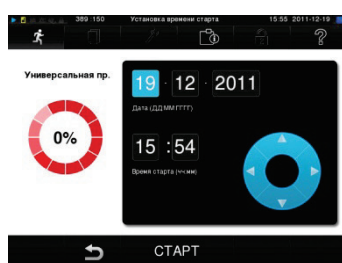 389 150 Установка времени старта 15:55 2011-12-19
?
Универсальная пр.
0%
19 . 12 . 2011
Дата (ДД:ММ:ГГГГ)
15 : 54
Время старта (чч:мм)
СТАРТ